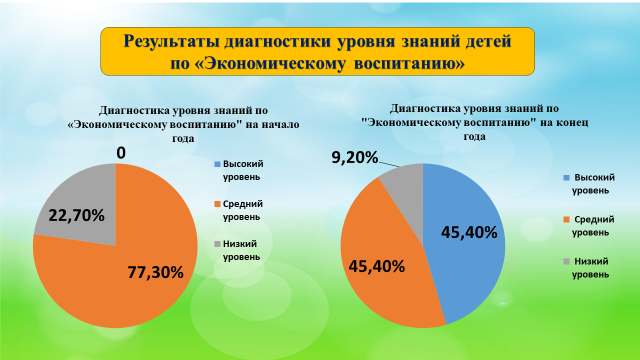 Результаты диагностики уровня знаний детей
по «Экономическому воспитанию»
Диагностика уровня знаний по
«Экономическому воспитанию" на начало
года
0
22,70%
77,30%
Высокий
уровень
Средний
уровень
Низкий
уровень
Диагностика уровня знаний по
"Экономическому воспитанию" на конец
года
9,20%
45,40%
45,40%
Высокий
уровень
Средний
уровень
Низкий
уровень